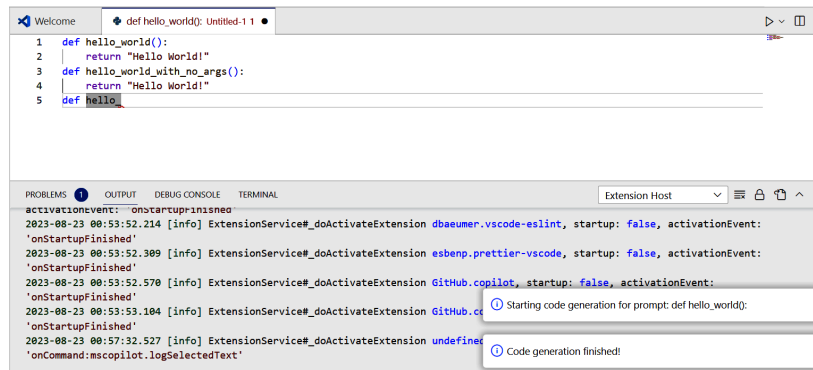 Welcome
def hello_world(): Untitled-1 1
1 def hello_world():
2 return "Hello World!"
3 def hello_world_with_no_args():
4 return "Hello World!"
5 def hello_
PROBLEMS 1 OUTPUT DEBUG CONSOLE TERMINAL Extension Host
activationEvent: 'onStartupFinished'
2023-08-23 00:53:52.214 [info] ExtensionService#_doActivateExtension dbaeumer.vscode-eslint, startup: false, activationEvent:
'onStartupFinished'
2023-08-23 00:53:52.309 [info] ExtensionService#_doActivateExtension esbenp.prettier-vscode, startup: false, activationEvent:
'onStartupFinished'
2023-08-23 00:53:52.570 [info] ExtensionService#_doActivateExtension GitHub.copilot, startup: false, activationEvent:
'onStartupFinished'
2023-08-23 00:53:53.104 [info] ExtensionService#_doActivateExtension GitHub.co
'onStartupFinished'
2023-08-23 00:57:32.527 [info] ExtensionService#_doActivateExtension undefined
'onCommand:mscopilot.logSelectedText'
Starting code generation for prompt: def hello_world():
Code generation finished!